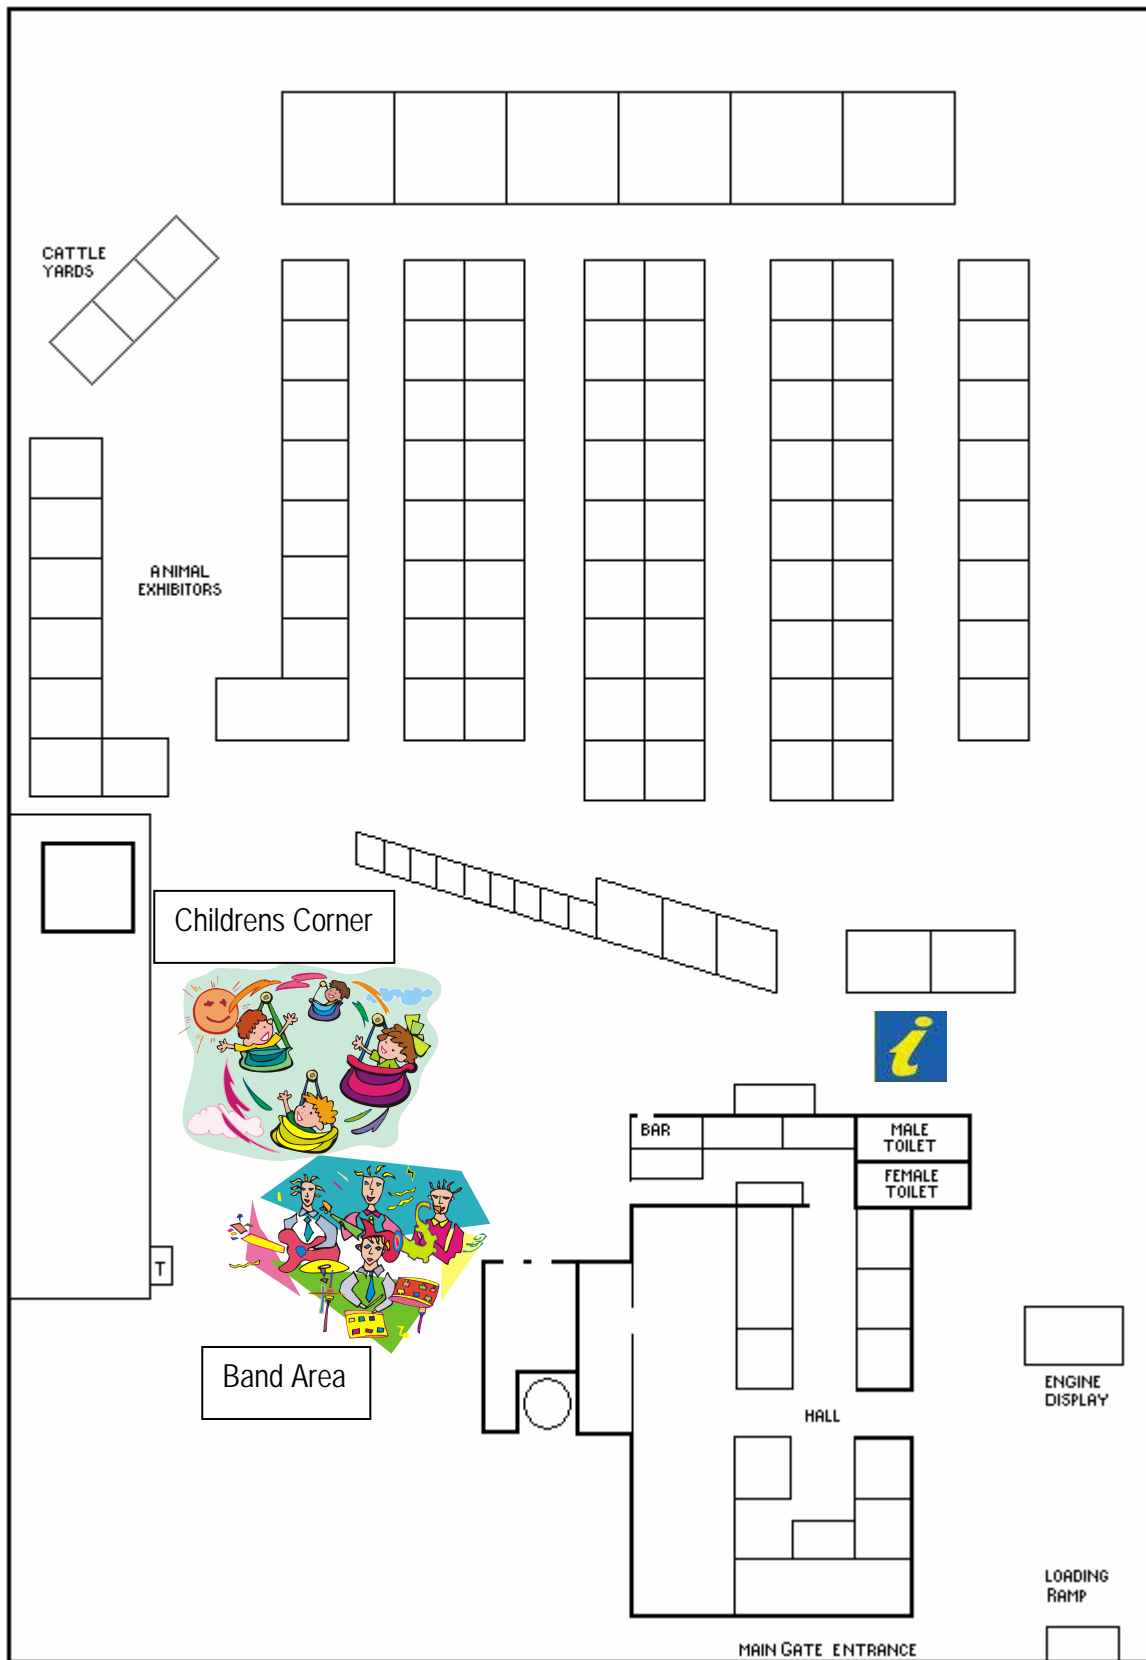 CATTLE
YARDS
ANIMAL
EXHIBITORS
Childrens Corner
i
BAR
MALE
TOILET
FEMALE
TOILET
T
Band Area
ENGINE
DISPLAY
HALL
LOADING
RAMP
MAIN GATE ENTRANCE